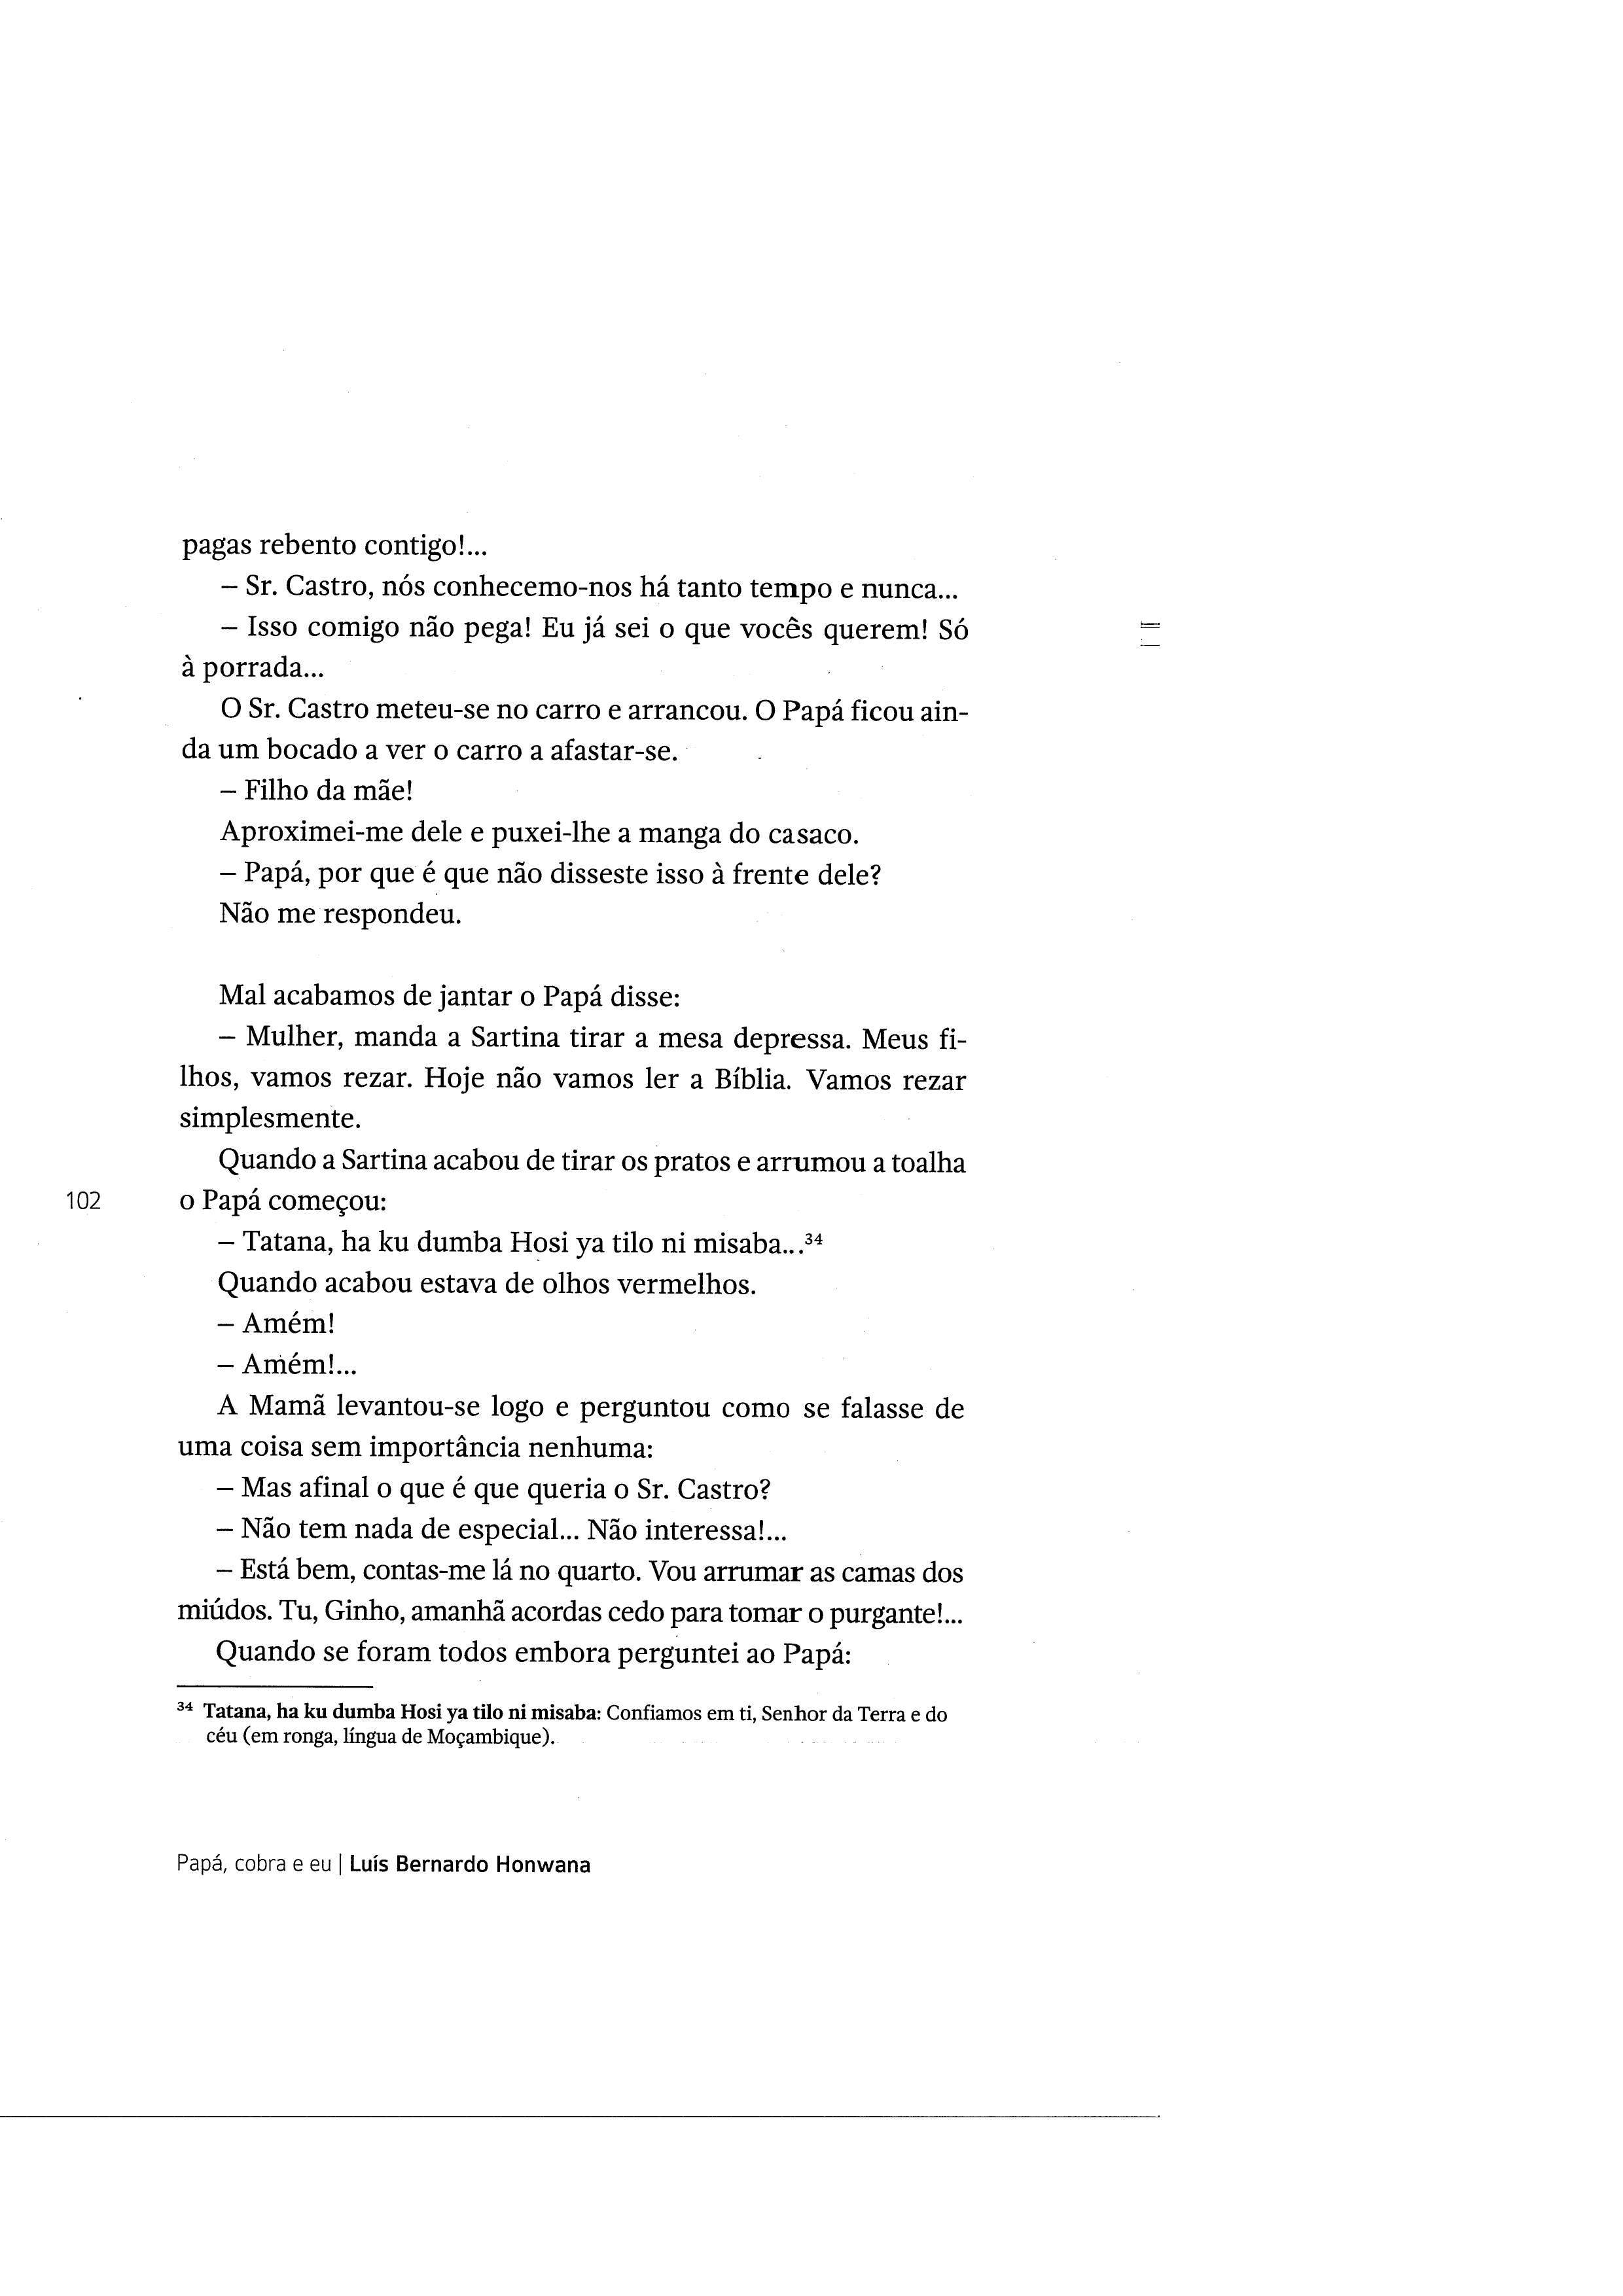 pagas rebento contigo!...
– Sr. Castro, nós conhecemo-nos há tanto tempo e nunca...
– Isso comigo não pega! Eu já sei o que vocês querem! Só
à porrada...
O Sr. Castro meteu-se no carro e arrancou. O Papá ficou ain-
da um bocado a ver o carro a afastar-se.
– Filho da mãe!
Aproximei-me dele e puxei-lhe a manga do casaco.
– Papá, por que é que não disseste isso à frente dele?
Não me respondeu.
Mal acabamos de jantar o Papá disse:
– Mulher, manda a Sartina tirar a mesa depressa. Meus fi-
lhos, vamos rezar. Hoje não vamos ler a Bíblia. Vamos rezar
simplesmente.
Quando a Sartina acabou de tirar os pratos e arrumou a toalha
102
o Papá começou:
– Tatana, ha ku dumba Hosi ya tilo ni misaba...³⁴
Quando acabou estava de olhos vermelhos.
– Amém!
– Amém!...
A Mamã levantou-se logo e perguntou como se falasse de
uma coisa sem importância nenhuma:
– Mas afinal o que é que queria o Sr. Castro?
– Não tem nada de especial... Não interessa!...
– Está bem, contas-me lá no quarto. Vou arrumar as camas dos
miúdos. Tu, Ginho, amanhã acordas cedo para tomar o purgante!...
Quando se foram todos embora perguntei ao Papá:
³⁴ Tatana, ha ku dumba Hosi ya tilo ni misaba: Confiamos em ti, Senhor da Terra e do
céu (em ronga, língua de Moçambique).
Papá, cobra e eu | Luís Bernardo Honwana